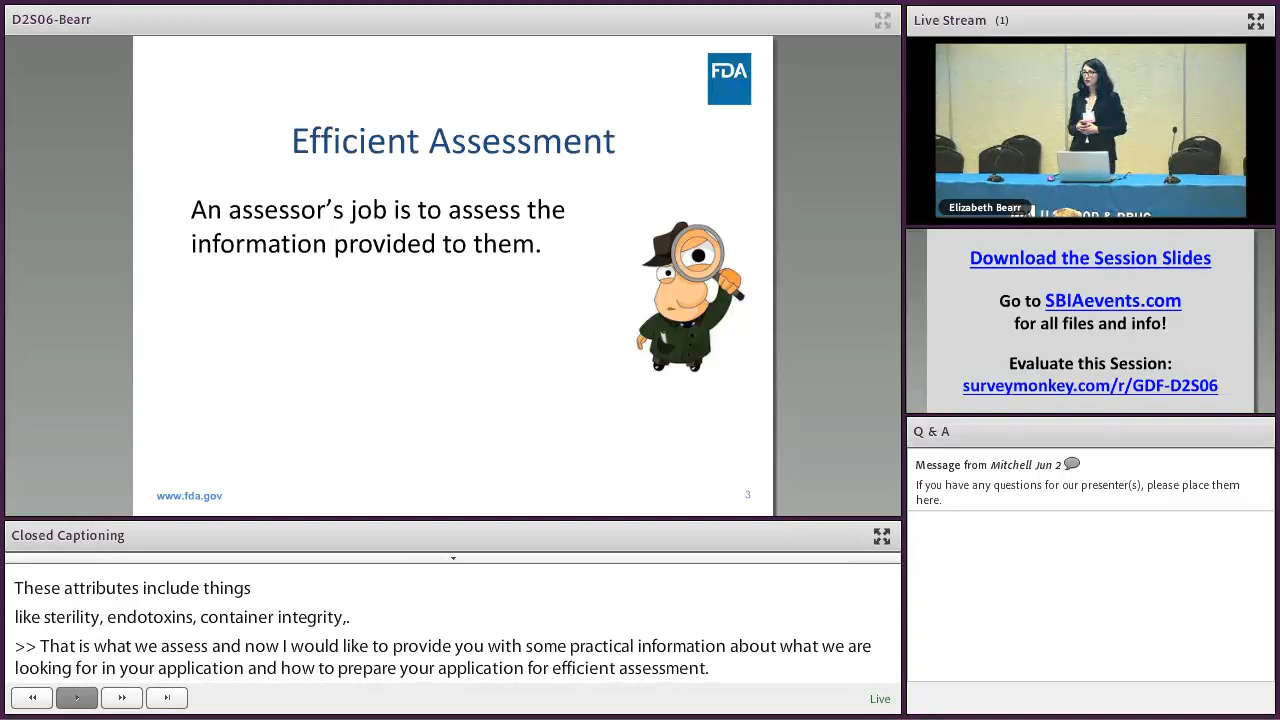 D2S06-Bearr
FDA
Efficient Assessment
An assessor’s job is to assess the
information provided to them.
www.fda.gov
3
Live Stream (1)
Elizabeth Bearr
Download the Session Slides
Go to SBIAevents.com
for all files and info!
Evaluate this Session:
surveymonkey.com/r/GDF-D2S06
Q & A
Message from Mitchell Jun 2
If you have any questions for our presenter(s), please place them
here.
Closed Captioning
These attributes include things
like sterility, endotoxins, container integrity,.
>> That is what we assess and now I would like to provide you with some practical information about what we are
looking for in your application and how to prepare your application for efficient assessment.
Live